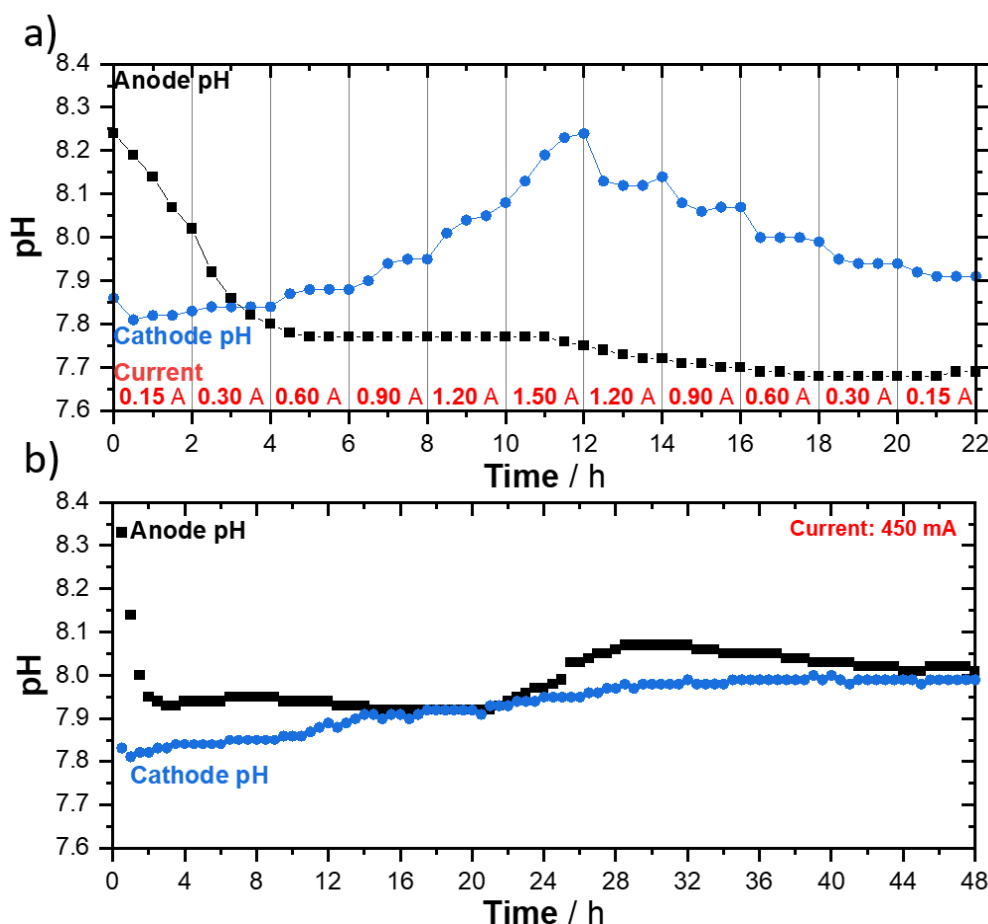 a)
8.4
8.3
8.2
8.1
8.0
7.9
7.8
7.7
7.6
pH
Anode pH
Cathode pH
Current
0.15 A 0.30 A 0.60 A 0.90 A 1.20 A 1.50 A 1.20 A 0.90 A 0.60 A 0.30 A 0.15 A
0 2 4 6 8 10 12 14 16 18 20 22
Time / h
b)
8.4
8.3
8.2
8.1
8.0
7.9
7.8
7.7
7.6
pH
Anode pH
Current: 450 mA
Cathode pH
0 4 8 12 16 20 24 28 32 36 40 44 48
Time / h